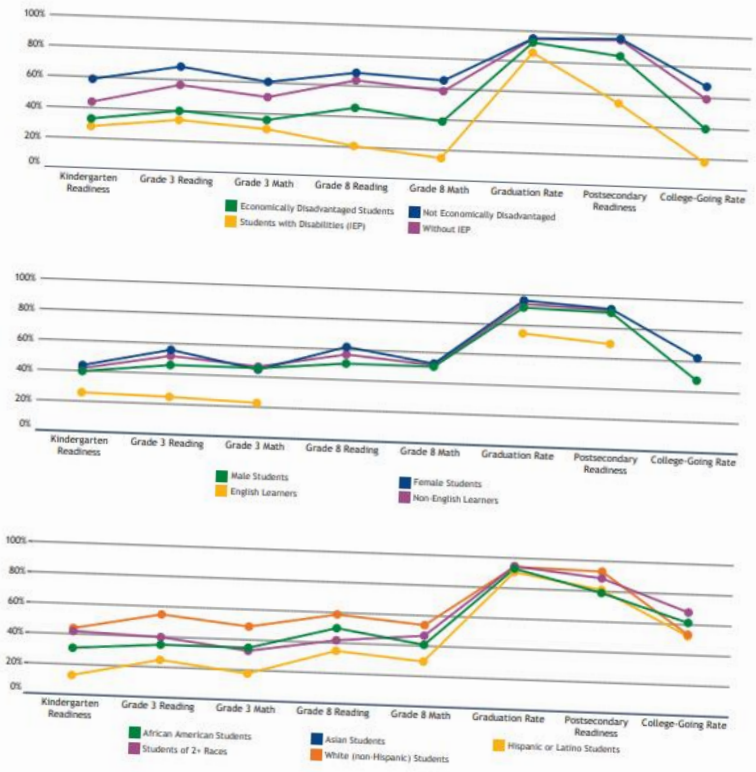 100%
80%
60%
40%
20%
0%
Kindergarten Readiness
Grade 3 Reading
Grade 3 Math
Grade 8 Reading
Grade 8 Math
Graduation Rate
Postsecondary Readiness
College-Going Rate
Economically Disadvantaged Students
Not Economically Disadvantaged
Students with Disabilities (IEP)
Without IEP
100%
80%
60%
40%
20%
0%
Kindergarten Readiness
Grade 3 Reading
Grade 3 Math
Grade 8 Reading
Grade 8 Math
Graduation Rate
Postsecondary Readiness
College-Going Rate
Male Students
Female Students
English Learners
Non-English Learners
100%
80%
60%
40%
20%
0%
Kindergarten Readiness
Grade 3 Reading
Grade 3 Math
Grade 8 Reading
Grade 8 Math
Graduation Rate
Postsecondary Readiness
College-Going Rate
African American Students
Asian Students
Hispanic or Latino Students
Students of 2+ Races
White (non-Hispanic) Students